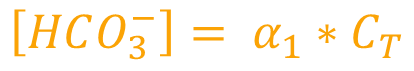 [HCO₃⁻] = α₁ * C_T